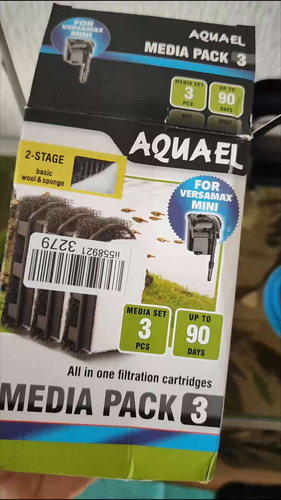 FOR
VERSAMAX
MINI
AQUAEL
MEDIA PACK 3
MEDIA SET
3
PCS
UP TO
90
DAYS
AQUAEL
2-STAGE
basic
wool & sponge
FOR
VERSAMAX
MINI
ii558921 3279
MEDIA SET
3
PCS
UP TO
90
DAYS
All in one filtration cartridges
MEDIA PACK 3